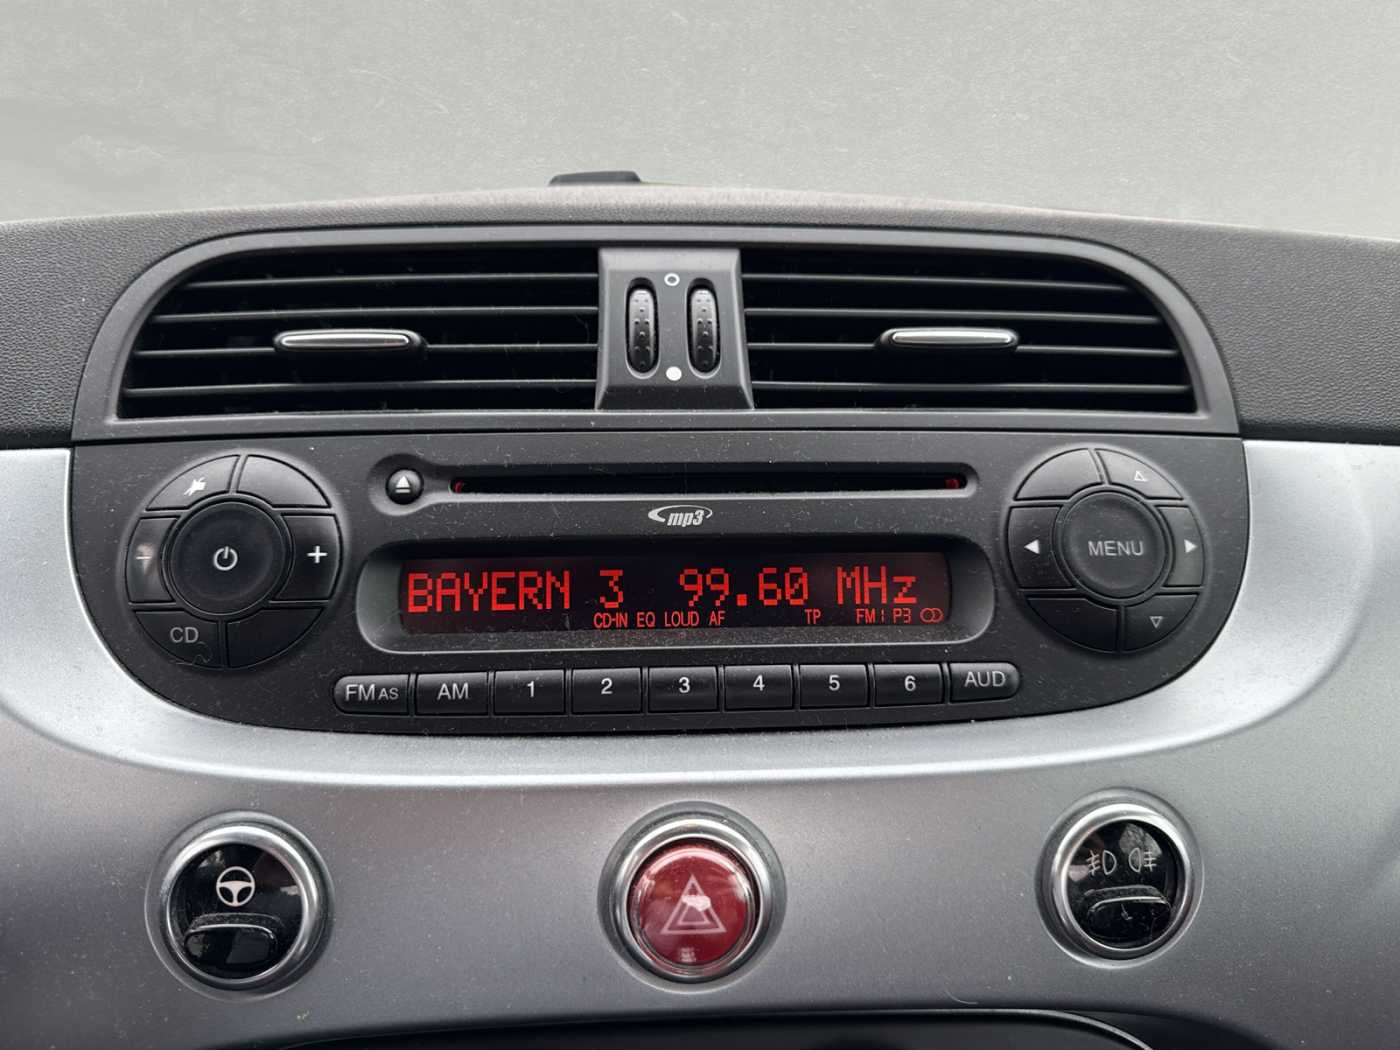 mp3
MENU
BAYERN 3 99.60 MHz
CD-IN EQ LOUD AF TP FM1 P3
CD
FM AS AM 1 2 3 4 5 6 AUD